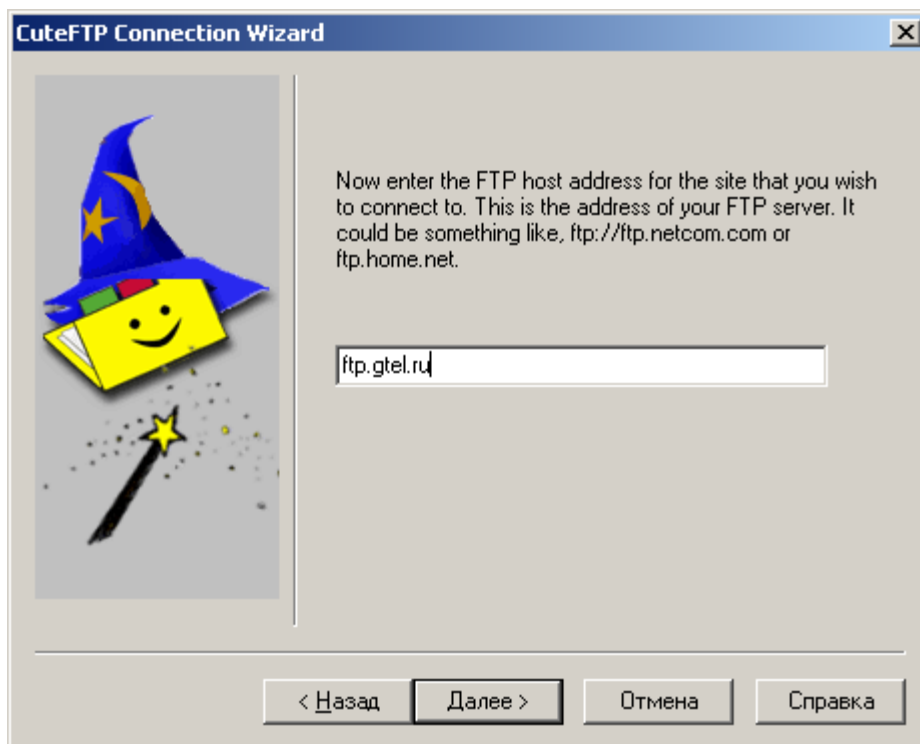 CuteFTP Connection Wizard
Now enter the FTP host address for the site that you wish
to connect to. This is the address of your FTP server. It
could be something like, ftp://ftp.netcom.com or
ftp.home.net.
ftp.gtel.ru
< Назад
Далее >
Отмена
Справка